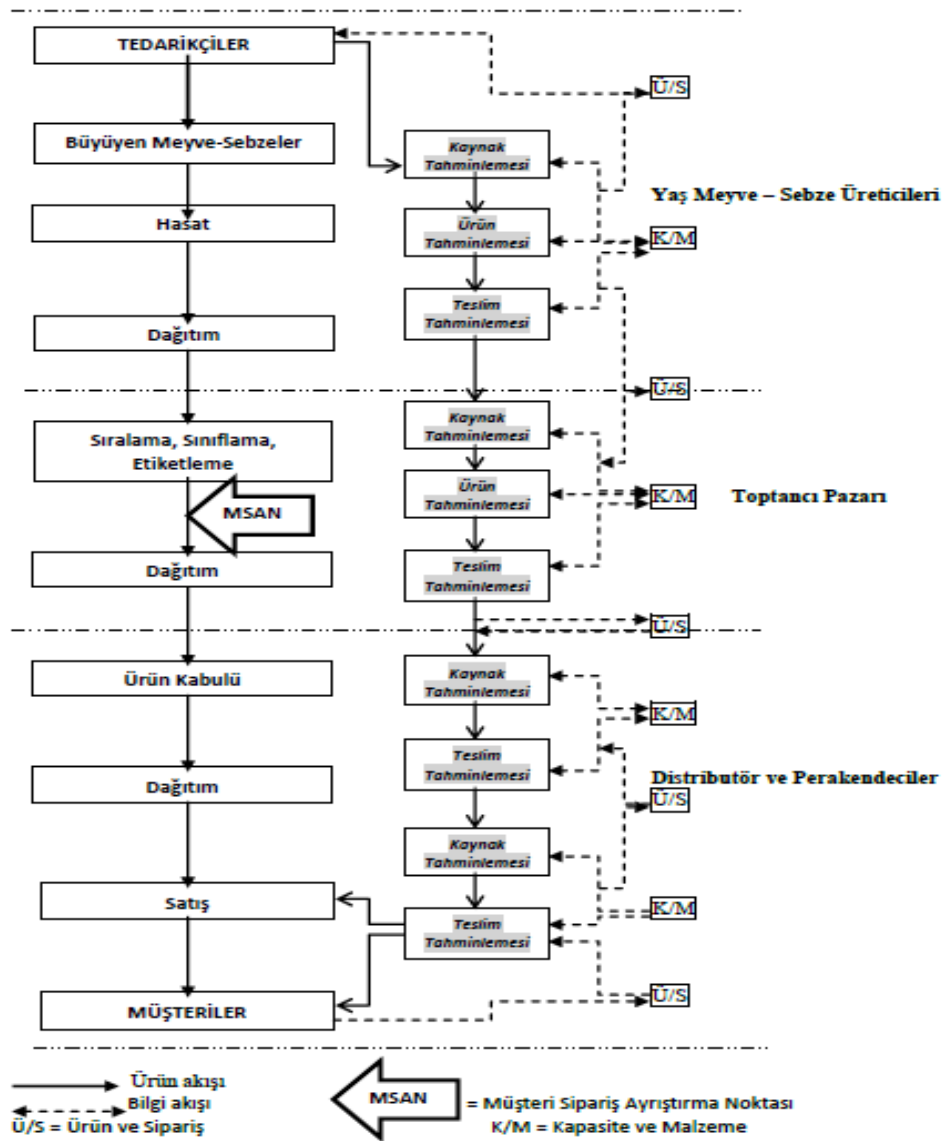 TEDARİKÇİLER
Ü/S
Büyüyen Meyve-Sebzeler
Kaynak
Tahminlemesi
Yaş Meyve – Sebze Üreticileri
Hasat
Ürün
Tahminlemesi
K/M
Dağıtım
Teslim
Tahminlemesi
Ü/S
Sıralama, Sınıflama,
Etiketleme
Kaynak
Tahminlemesi
MSAN
Ürün
Tahminlemesi
K/M
Toptancı Pazarı
Dağıtım
Teslim
Tahminlemesi
Ü/S
Ürün Kabulü
Kaynak
Tahminlemesi
K/M
Dağıtım
Teslim
Tahminlemesi
Distribütör ve Perakendeciler
Ü/S
Kaynak
Tahminlemesi
Satış
K/M
Teslim
Tahminlemesi
Ü/S
MÜŞTERİLER
Ürün akışı
Bilgi akışı
Ü/S = Ürün ve Sipariş
MSAN
= Müşteri Sipariş Ayrıştırma Noktası
K/M = Kapasite ve Malzeme